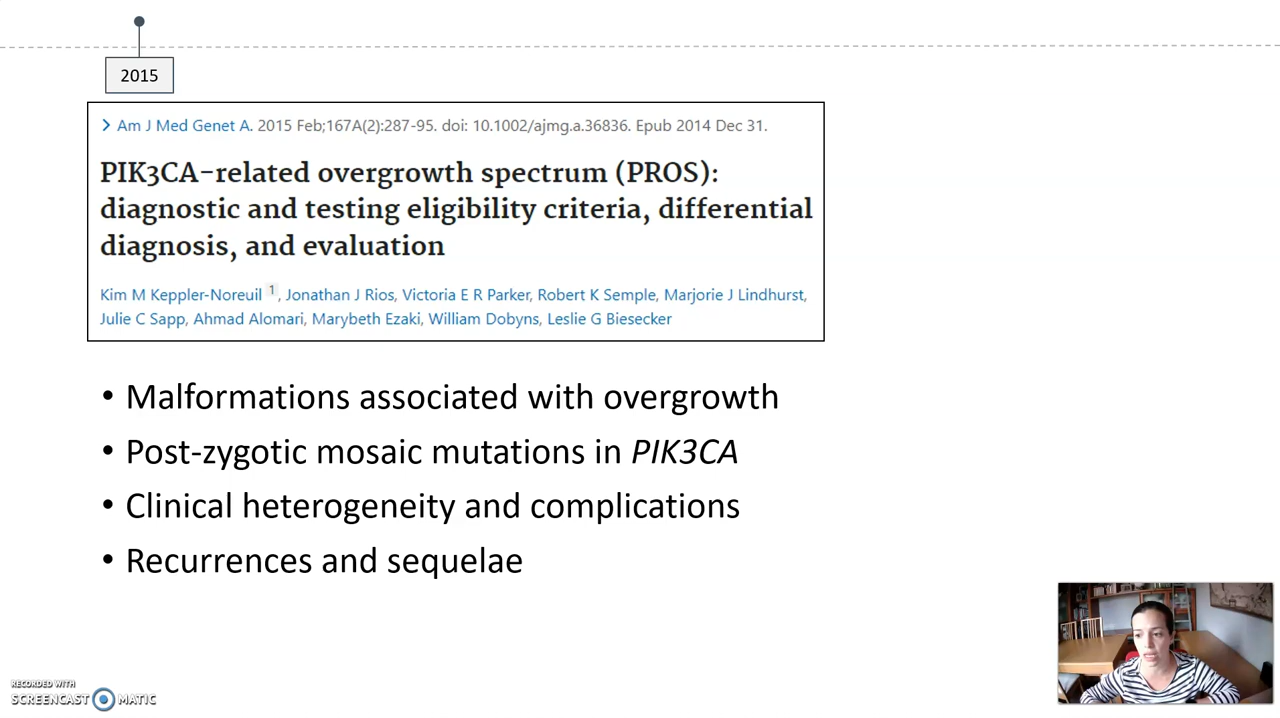 2015
> Am J Med Genet A. 2015 Feb;167A(2):287-95. doi: 10.1002/ajmg.a.36836. Epub 2014 Dec 31.
PIK3CA-related overgrowth spectrum (PROS):
diagnostic and testing eligibility criteria, differential
diagnosis, and evaluation
Kim M Keppler-Noreuil 1, Jonathan J Rios, Victoria E R Parker, Robert K Semple, Marjorie J Lindhurst,
Julie C Sapp, Ahmad Alomari, Marybeth Ezaki, William Dobyns, Leslie G Biesecker
• Malformations associated with overgrowth
• Post-zygotic mosaic mutations in PIK3CA
• Clinical heterogeneity and complications
• Recurrences and sequelae
RECORDED WITH
SCREENCAST MATIC